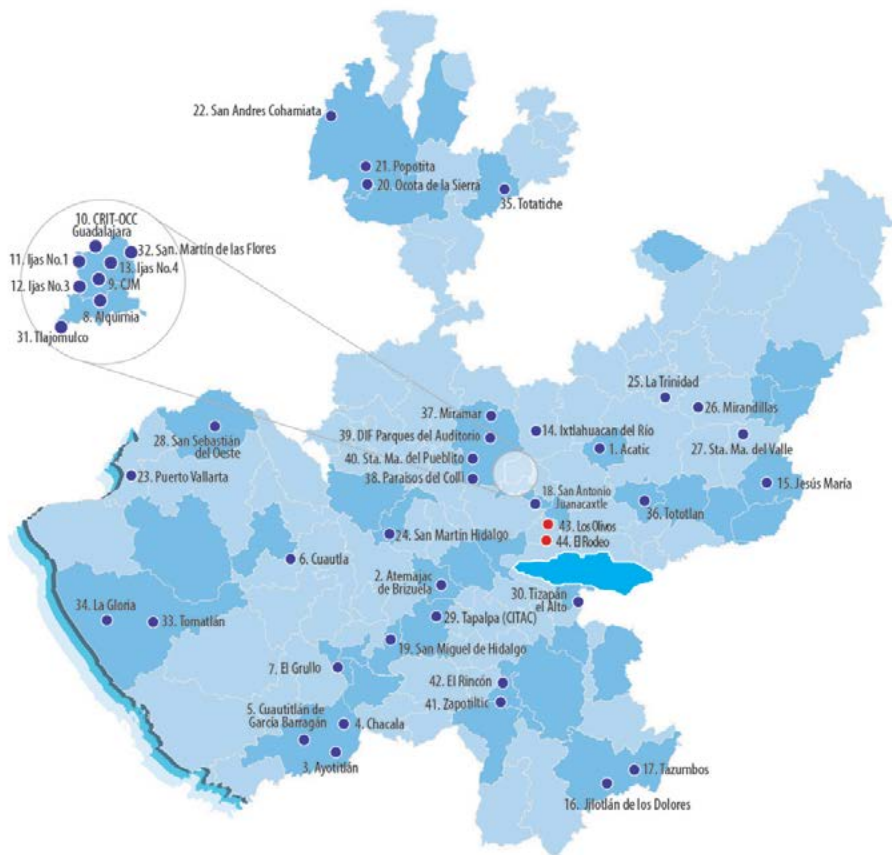 22. San Andres Cohamiata
21. Popotita
20. Ocota de la Sierra
35. Totatiche
10. CRIT-OCC
Guadalajara
32. San. Martín de las Flores
11. Ijas No.1
13. Ijas No.4
9. CJM
12. Ijas No.3
8. Alquimia
31. Tlajomulco
25. La Trinidad
26. Mirandillas
37. Miramar
14. Ixtlahuacan del Río
39. DIF Parques del Auditorio
28. San Sebastián
del Oeste
1. Acatic
27. Sta. Ma. del Valle
40. Sta. Ma. del Pueblito
23. Puerto Vallarta
38. Paraisos del Colli
15. Jesús María
18. San Antonio
Juanacaxtle
36. Tototlan
43. Los Olivos
24. San Martín Hidalgo
44. El Rodeo
6. Cuautla
2. Atemajac
de Brizuela
30. Tizapán
el Alto
34. La Gloria
33. Tomatlán
29. Tapalpa (CITAC)
19. San Miguel de Hidalgo
7. El Grullo
42. El Rincón
41. Zapotiltic
5. Cuautitlán de
García Barragán
4. Chacala
3, Ayotitlán
17. Tazumbos
16. Jilotlán de los Dolores